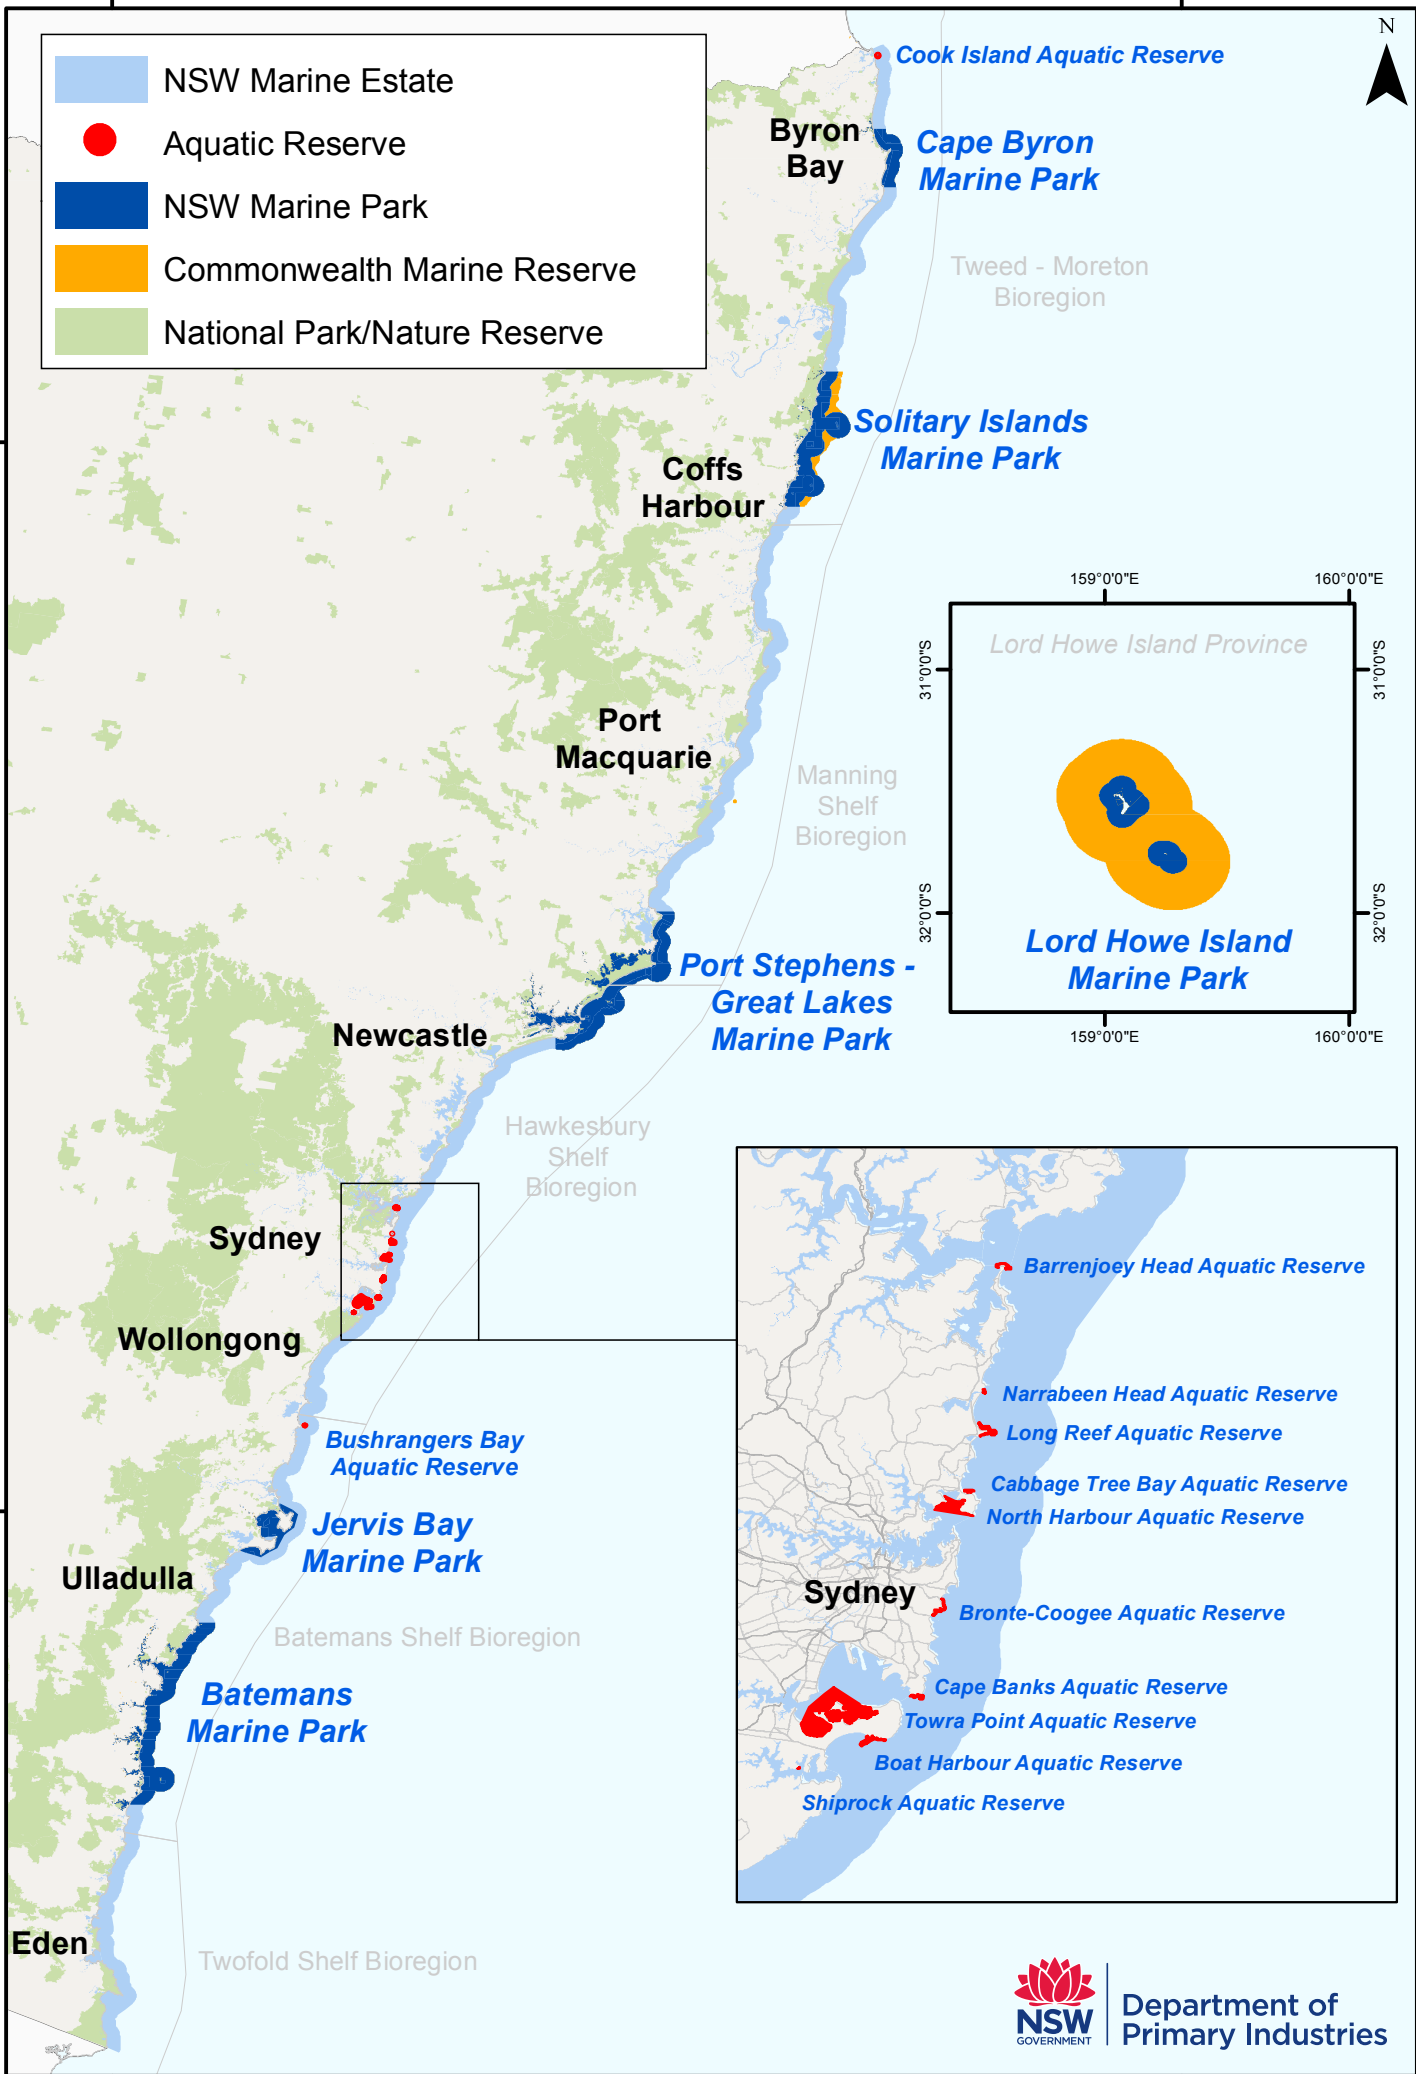 N
NSW Marine Estate
Aquatic Reserve
NSW Marine Park
Commonwealth Marine Reserve
National Park/Nature Reserve
Cook Island Aquatic Reserve
Byron
Bay
Cape Byron
Marine Park
Tweed - Moreton
Bioregion
Solitary Islands
Marine Park
Coffs
Harbour
159°0'0"E
160°0'0"E
Lord Howe Island Province
31°0'0"S
31°0'0"S
32°0'0"S
32°0'0"S
Lord Howe Island
Marine Park
159°0'0"E
160°0'0"E
Port
Macquarie
Manning
Shelf
Bioregion
Port Stephens -
Great Lakes
Marine Park
Newcastle
Hawkesbury
Shelf
Bioregion
Sydney
Wollongong
Barrenjoey Head Aquatic Reserve
Narrabeen Head Aquatic Reserve
Long Reef Aquatic Reserve
Cabbage Tree Bay Aquatic Reserve
North Harbour Aquatic Reserve
Sydney
Bronte-Coogee Aquatic Reserve
Cape Banks Aquatic Reserve
Towra Point Aquatic Reserve
Boat Harbour Aquatic Reserve
Shiprock Aquatic Reserve
Bushrangers Bay
Aquatic Reserve
Jervis Bay
Marine Park
Ulladulla
Batemans Shelf Bioregion
Batemans
Marine Park
Eden
Twofold Shelf Bioregion
NSW
GOVERNMENT
Department of
Primary Industries